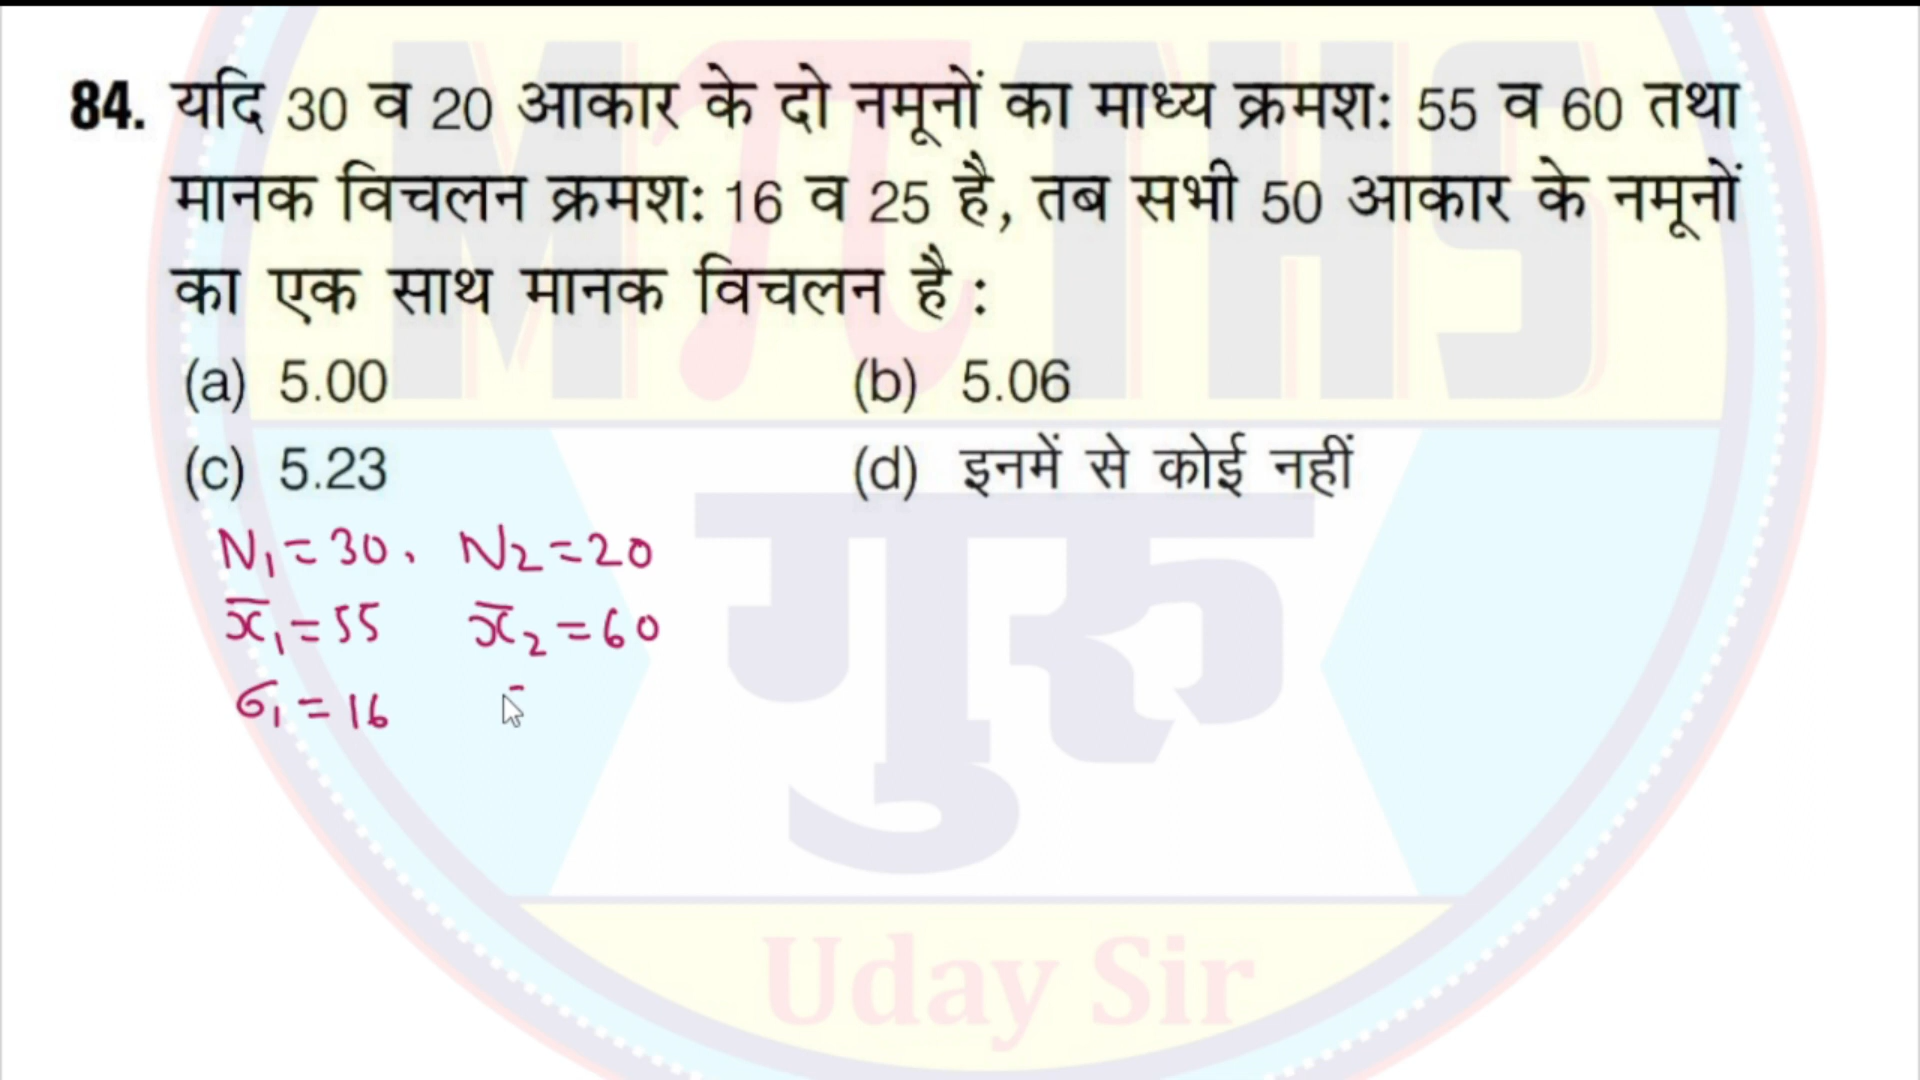 MπTHS
84. यदि 30 व 20 आकार के दो नमूनों का माध्य क्रमश: 55 व 60 तथा
मानक विचलन क्रमश: 16 व 25 है, तब सभी 50 आकार के नमूनों
का एक साथ मानक विचलन है :
(a) 5.00 (b) 5.06
(c) 5.23 (d) इनमें से कोई नहीं
N₁ = 30, N₂ = 20
x̄₁ = 55 x̄₂ = 60
σ₁ = 16
गुरु
Uday Sir